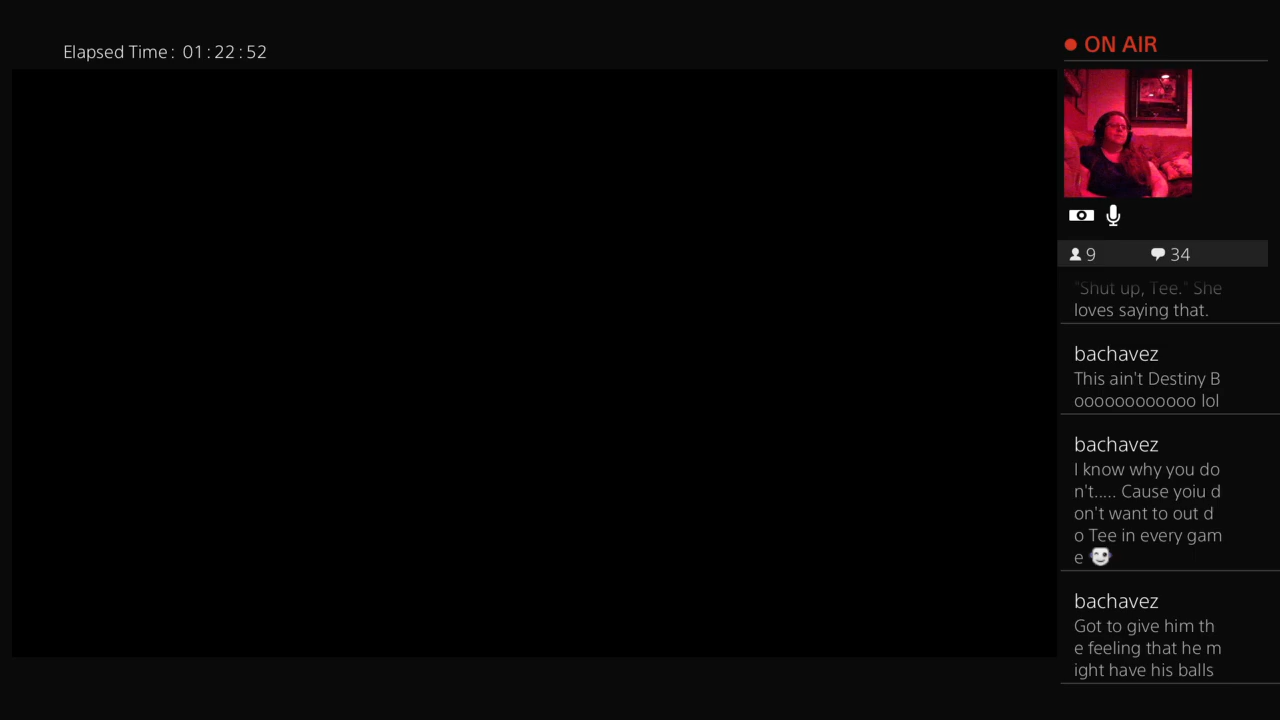 Elapsed Time: 01:22:52
ON AIR
9 34
"Shut up, Tee." She
loves saying that.
bachavez
This ain't Destiny B
oooooooooooo lol
bachavez
I know why you do
n't..... Cause yoiu d
on't want to out d
o Tee in every gam
e
bachavez
Got to give him th
e feeling that he m
ight have his balls